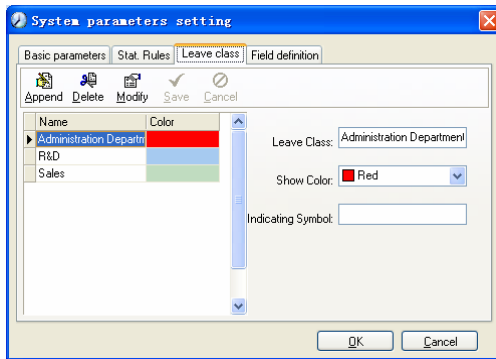 System parameters setting
Basic parameters Stat. Rules Leave class Field definition
Append Delete Modify Save Cancel
Name Color
Administration Departm
R&D
Sales
Leave Class: Administration Department
Show Color: Red
Indicating Symbol:
OK Cancel